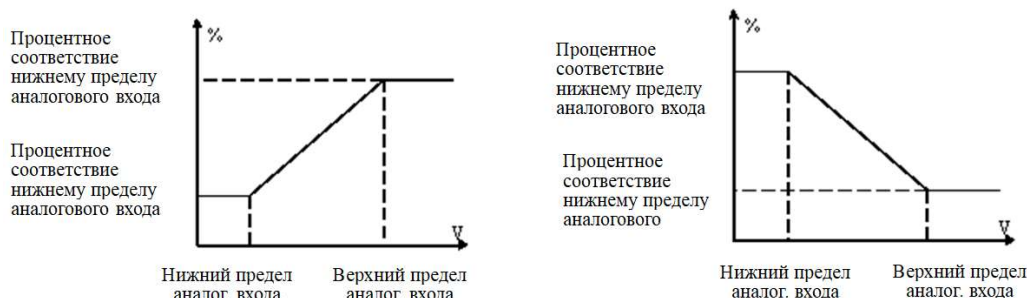 %
Процентное
соответствие
нижнему пределу
аналогового входа
Процентное
соответствие
нижнему пределу
аналогового входа
V
Нижний предел
аналог. входа
Верхний предел
аналог. входа
%
Процентное
соответствие
нижнему пределу
аналогового входа
Процентное
соответствие
нижнему пределу
аналогового
V
Нижний предел
аналог. входа
Верхний предел
аналог. входа